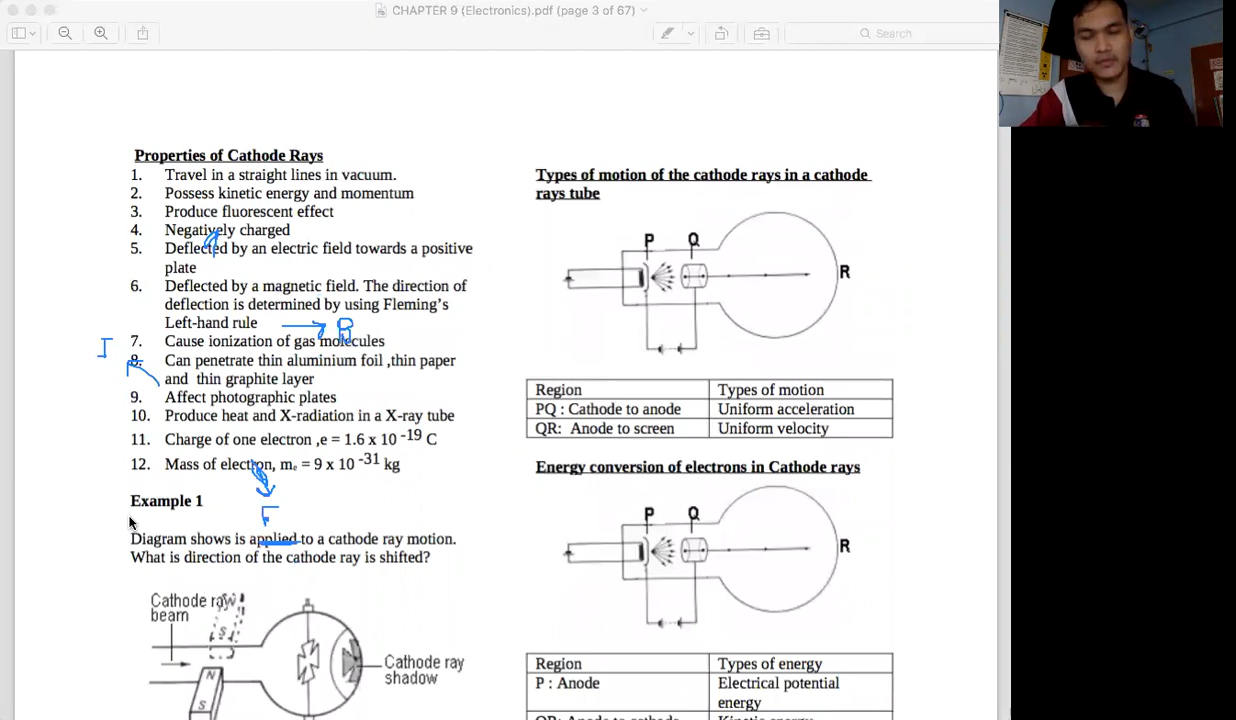 CHAPTER 9 (Electronics).pdf (page 3 of 67)
Search
Properties of Cathode Rays
1. Travel in a straight lines in vacuum.
2. Possess kinetic energy and momentum
3. Produce fluorescent effect
4. Negatively charged
5. Deflected by an electric field towards a positive
plate
6. Deflected by a magnetic field. The direction of
deflection is determined by using Fleming's
Left-hand rule
B
I
7. Cause ionization of gas molecules
8. Can penetrate thin aluminium foil ,thin paper
and thin graphite layer
9. Affect photographic plates
10. Produce heat and X-radiation in a X-ray tube
11. Charge of one electron ,e = 1.6 x 10 -19 C
12. Mass of electron, me = 9 x 10 -31 kg
Example 1
F
Diagram shows is applied to a cathode ray motion.
What is direction of the cathode ray is shifted?
Cathode ray
beam
S
N
S
Cathode ray
shadow
Types of motion of the cathode rays in a cathode
rays tube
P Q
R
Region Types of motion
PQ : Cathode to anode Uniform acceleration
QR: Anode to screen Uniform velocity
Energy conversion of electrons in Cathode rays
P Q
R
Region Types of energy
P : Anode Electrical potential
energy